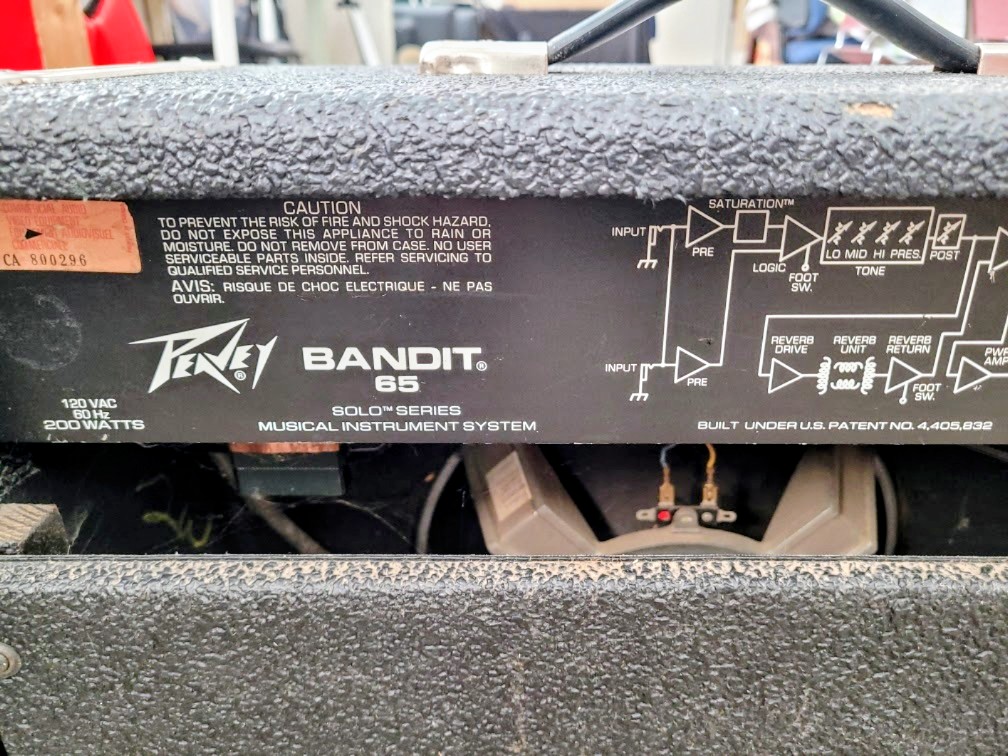 CA 800296
CAUTION
TO PREVENT THE RISK OF FIRE AND SHOCK HAZARD,
DO NOT EXPOSE THIS APPLIANCE TO RAIN OR
MOISTURE. DO NOT REMOVE FROM CASE. NO USER
SERVICEABLE PARTS INSIDE. REFER SERVICING TO
QUALIFIED SERVICE PERSONNEL.
AVIS: RISQUE DE CHOC ELECTRIQUE - NE PAS
OUVRIR.
PEAVEY®
BANDIT®
65
120 VAC
60 Hz
200 WATTS
SOLO™ SERIES
MUSICAL INSTRUMENT SYSTEM
SATURATION™
INPUT
PRE
LOGIC
FOOT
SW.
LO MID HI PRES.
TONE
POST
INPUT
PRE
REVERB
DRIVE
REVERB
UNIT
REVERB
RETURN
FOOT
SW.
PWR
AMP
BUILT UNDER U.S. PATENT NO. 4,405,832